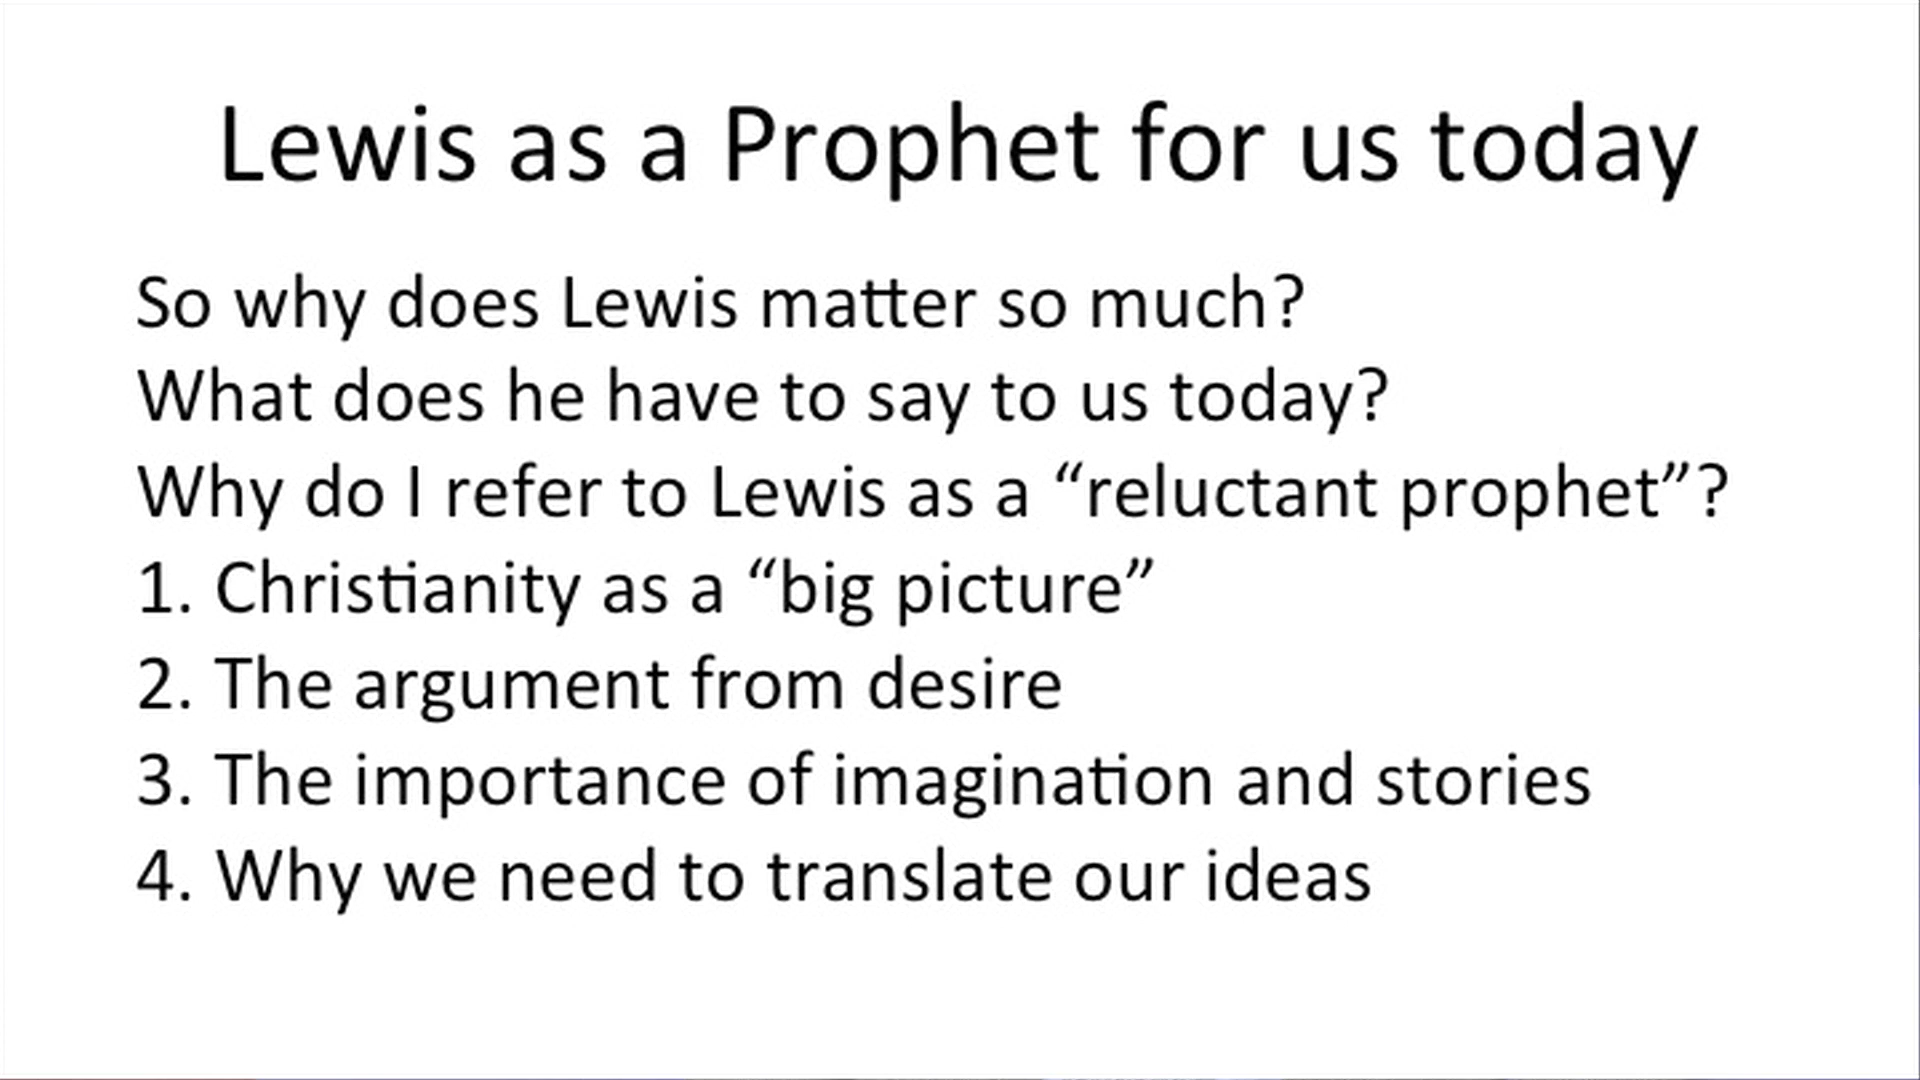 Lewis as a Prophet for us today
So why does Lewis matter so much?
What does he have to say to us today?
Why do I refer to Lewis as a “reluctant prophet”?
1. Christianity as a “big picture”
2. The argument from desire
3. The importance of imagination and stories
4. Why we need to translate our ideas